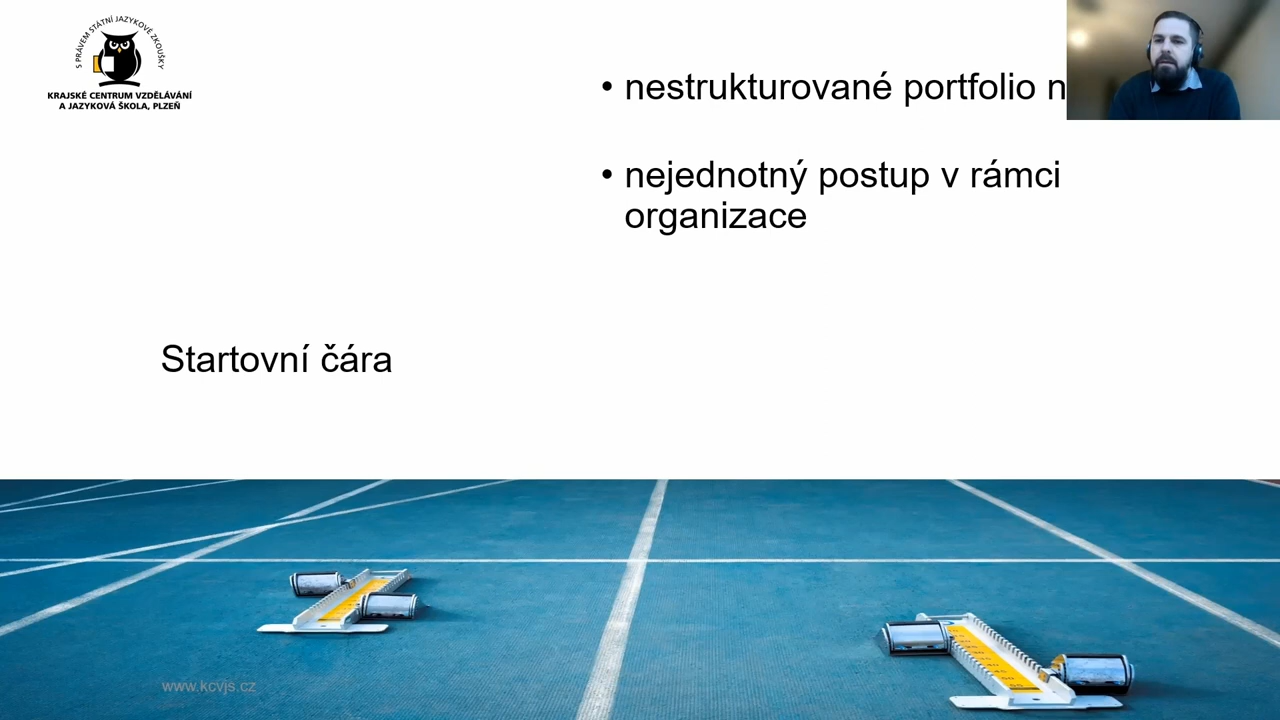 S PRÁVEM STÁTNÍ JAZYKOVÉ ZKOUŠKY
KRAJSKÉ CENTRUM VZDĚLÁVÁNÍ
A JAZYKOVÁ ŠKOLA, PLZEŇ
• nestrukturované portfolio n
• nejednotný postup v rámci
organizace
Startovní čára
www.kcvjs.cz